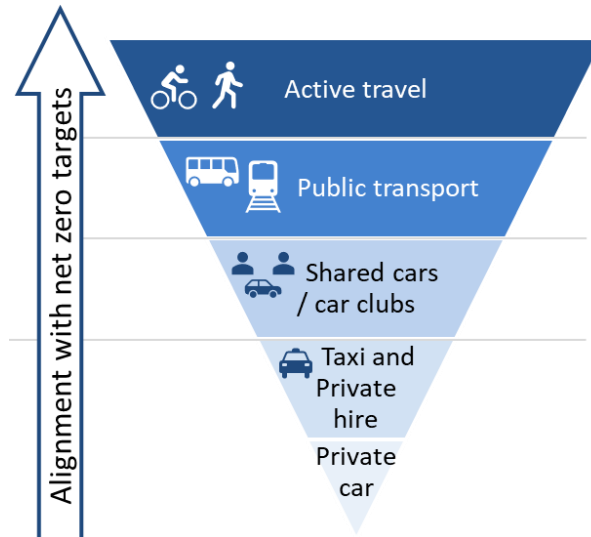 Alignment with net zero targets
Active travel
Public transport
Shared cars
/ car clubs
Taxi and
Private
hire
Private
car